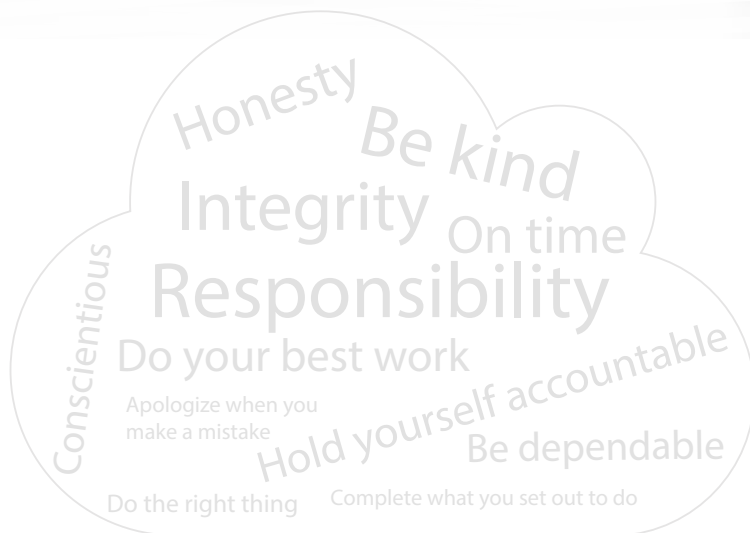 Honesty
Be kind
Integrity
On time
Responsibility
Conscientious
Do your best work
Apologize when you
make a mistake
Hold yourself accountable
Be dependable
Do the right thing
Complete what you set out to do